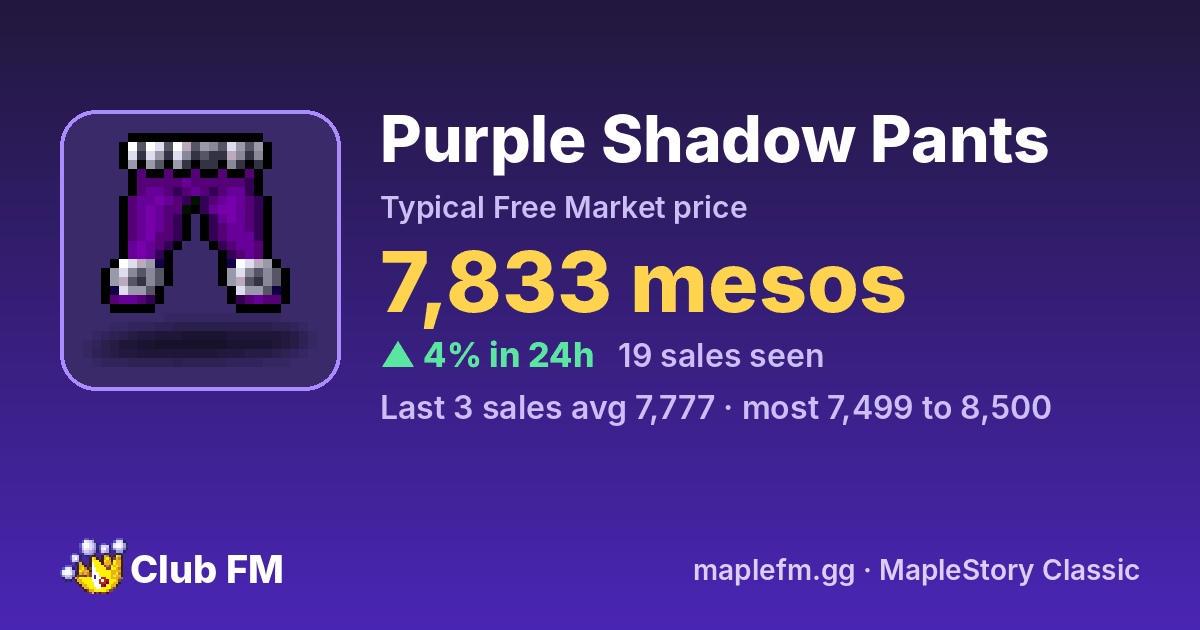 Purple Shadow Pants
Typical Free Market price
7,833 mesos
▲ 4% in 24h 19 sales seen
Last 3 sales avg 7,777 · most 7,499 to 8,500
Club FM
maplefm.gg · MapleStory Classic